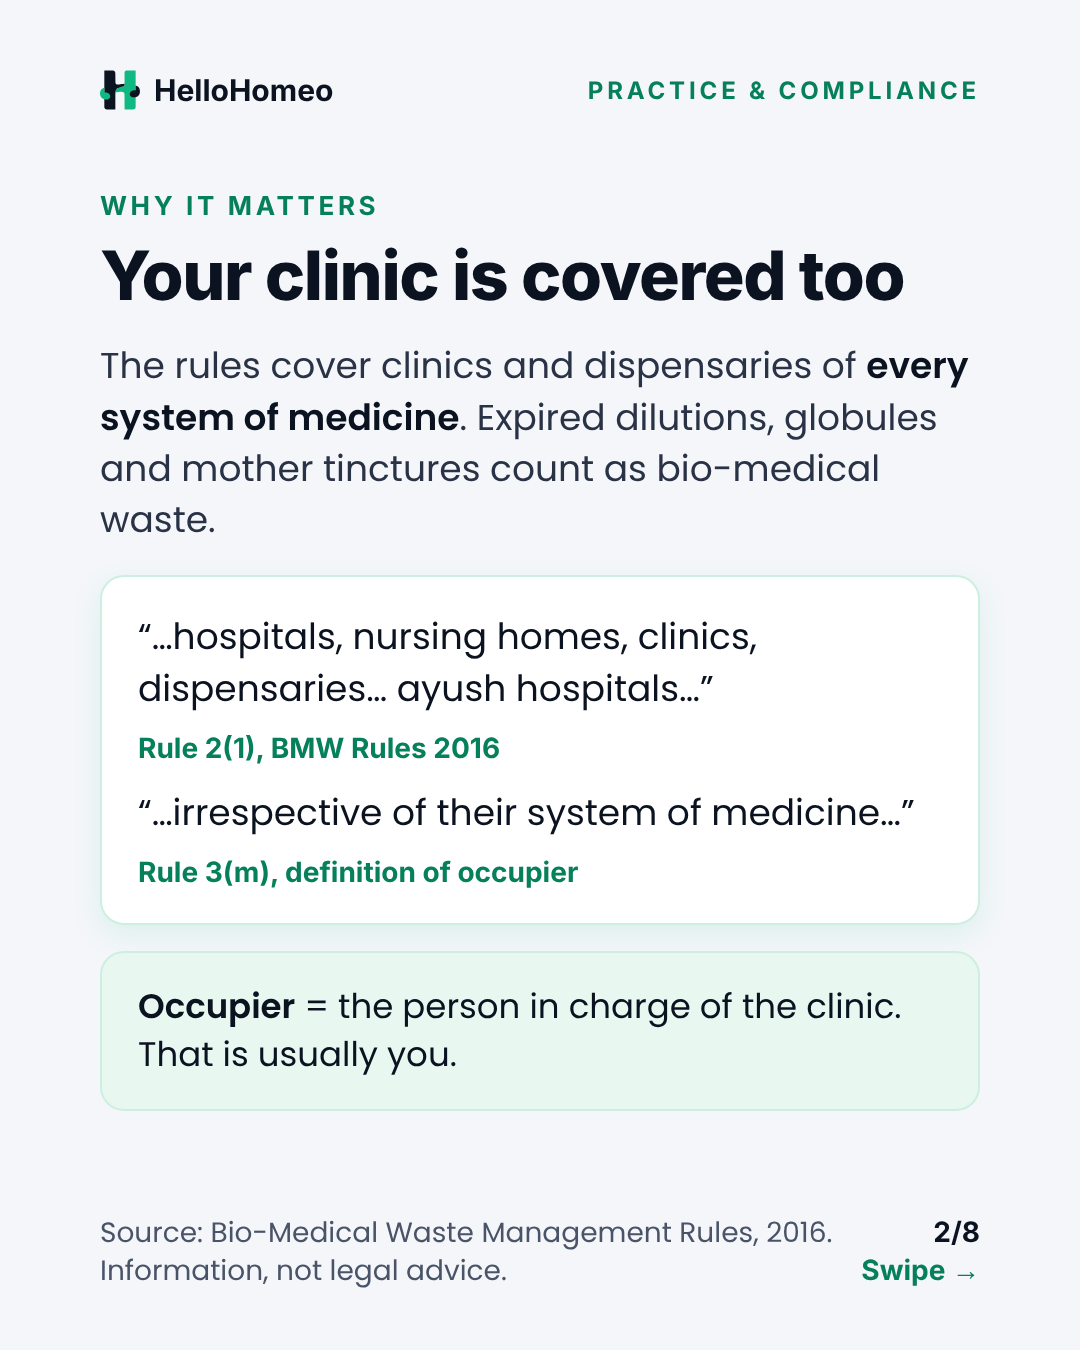 HelloHomeo
PRACTICE & COMPLIANCE
WHY IT MATTERS
Your clinic is covered too
The rules cover clinics and dispensaries of every
system of medicine. Expired dilutions, globules
and mother tinctures count as bio-medical
waste.
“…hospitals, nursing homes, clinics,
dispensaries… ayush hospitals…”
Rule 2(1), BMW Rules 2016
“…irrespective of their system of medicine…”
Rule 3(m), definition of occupier
Occupier = the person in charge of the clinic.
That is usually you.
Source: Bio-Medical Waste Management Rules, 2016.
Information, not legal advice.
2/8
Swipe →